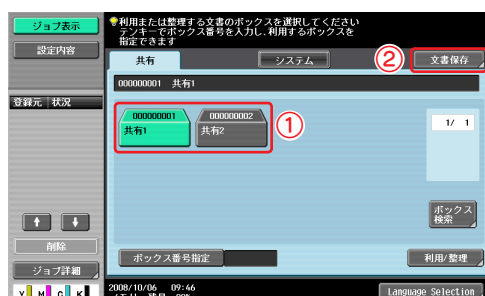 ジョブ表示
設定内容
登録元 状況
削除
ジョブ詳細
Y M C K
利用または整理する文書のボックスを選択してください
テンキーでボックス番号を入力し、利用するボックスを
指定できます
共有
システム
② 文書保存
000000001 共有1
000000001 000000002 ①
共有1 共有2
1/ 1
ボックス
検索
ボックス番号指定
利用/整理
2008/10/06 09:46
Language Selection